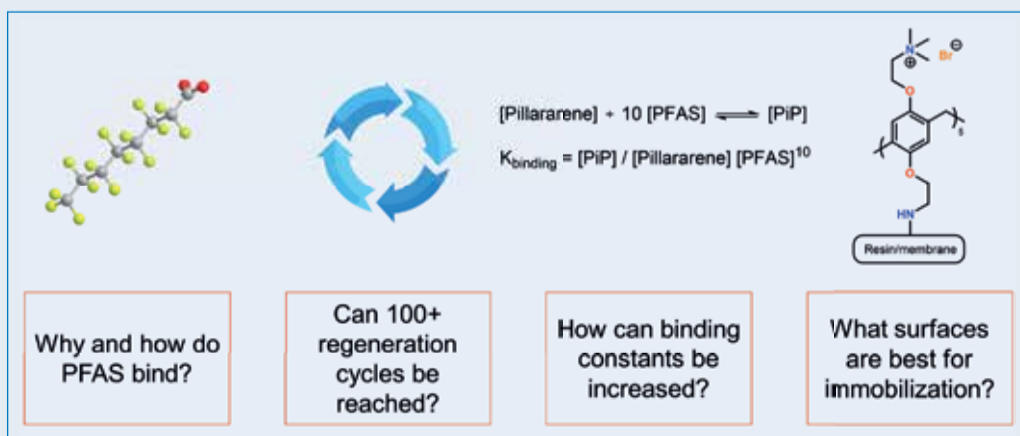 [Pillararene] + 10 [PFAS] ⇌ [PiP]
K_binding = [PiP] / [Pillararene] [PFAS]^10
N
⊕
Br ⊖
O
)5
O
HN
Resin/membrane
Why and how do
PFAS bind?
Can 100+
regeneration
cycles be
reached?
How can binding
constants be
increased?
What surfaces
are best for
immobilization?